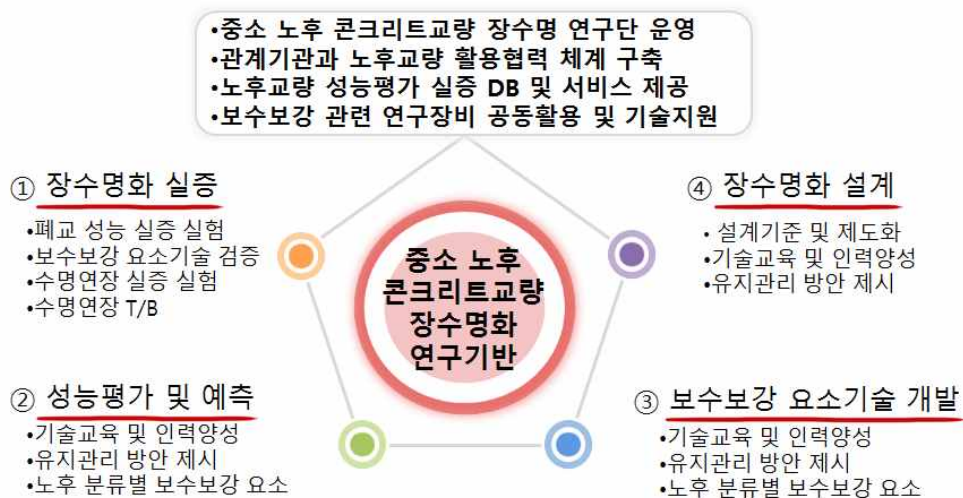 •중소 노후 콘크리트교량 장수명 연구단 운영
•관계기관과 노후교량 활용협력 체계 구축
•노후교량 성능평가 실증 DB 및 서비스 제공
•보수보강 관련 연구장비 공동활용 및 기술지원
① 장수명화 실증
•폐교 성능 실증 실험
•보수보강 요소기술 검증
•수명연장 실증 실험
•수명연장 T/B
④ 장수명화 설계
• 설계기준 및 제도화
•기술교육 및 인력양성
•유지관리 방안 제시
중소 노후
콘크리트교량
장수명화
연구기반
② 성능평가 및 예측
•기술교육 및 인력양성
•유지관리 방안 제시
•노후 분류별 보수보강 요소
③ 보수보강 요소기술 개발
•기술교육 및 인력양성
•유지관리 방안 제시
•노후 분류별 보수보강 요소